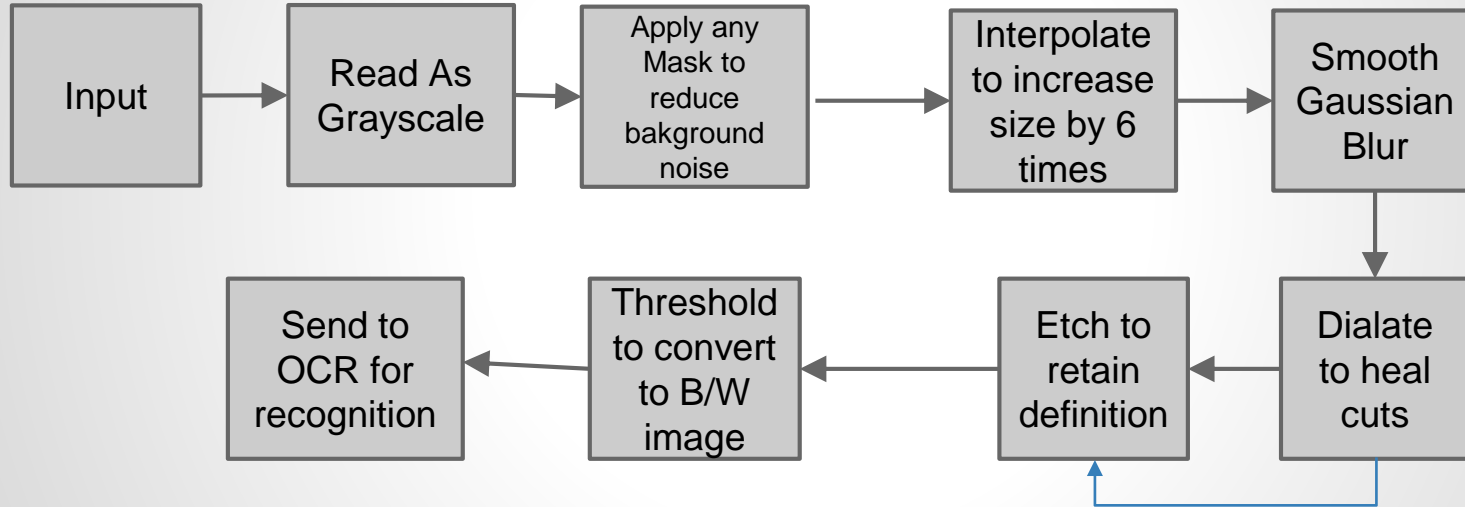 Input
Read As
Grayscale
Apply any
Mask to
reduce
bakground
noise
Interpolate
to increase
size by 6
times
Smooth
Gaussian
Blur
Dialate
to heal
cuts
Etch to
retain
definition
Threshold
to convert
to B/W
image
Send to
OCR for
recognition